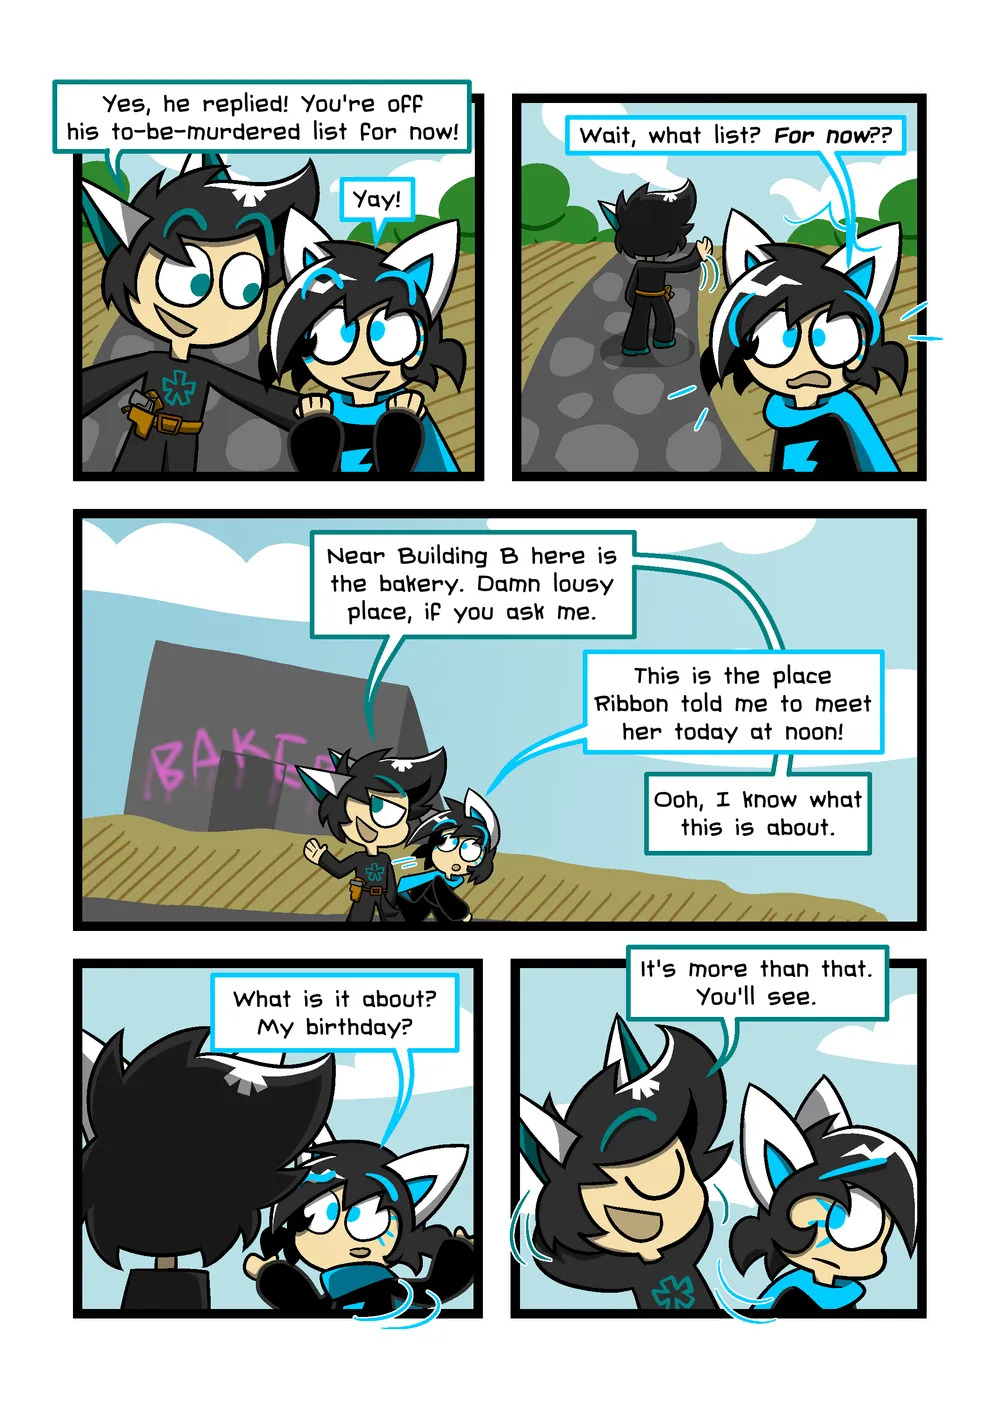 Yes, he replied! You're off
his to-be-murdered list for now!
Yay!
Wait, what list? For now??
Near Building B here is
the bakery. Damn lousy
place, if you ask me.
This is the place
Ribbon told me to meet
her today at noon!
Ooh, I know what
this is about.
BAKE
What is it about?
My birthday?
It's more than that.
You'll see.